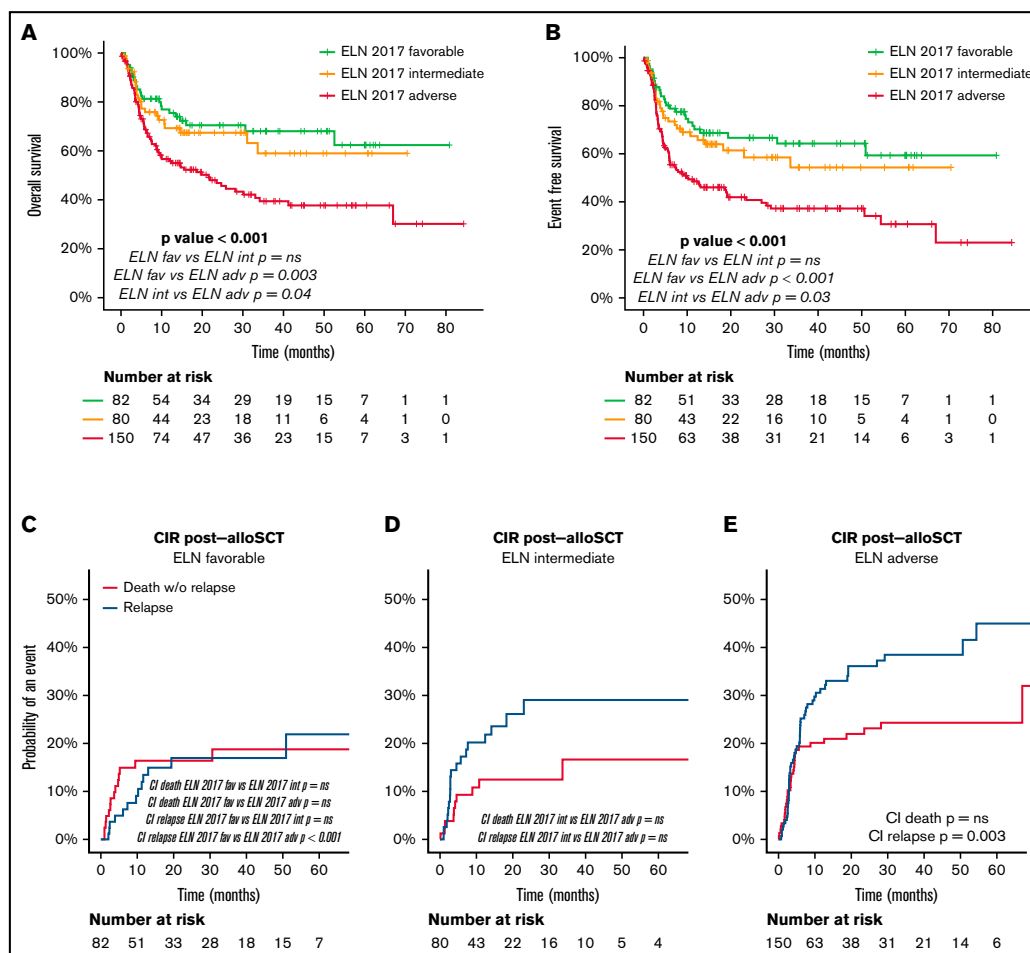 A
100%
80%
60%
40%
20%
0%
Overall survival
ELN 2017 favorable
ELN 2017 intermediate
ELN 2017 adverse
p value < 0.001
ELN fav vs ELN int p = ns
ELN fav vs ELN adv p = 0.003
ELN int vs ELN adv p = 0.04
0 10 20 30 40 50 60 70 80
Time (months)
Number at risk
82 54 34 29 19 15 7 1 1
80 44 23 18 11 6 4 1 0
150 74 47 36 23 15 7 3 1
B
100%
80%
60%
40%
20%
0%
Event free survival
ELN 2017 favorable
ELN 2017 intermediate
ELN 2017 adverse
p value < 0.001
ELN fav vs ELN int p = ns
ELN fav vs ELN adv p < 0.001
ELN int vs ELN adv p = 0.03
0 10 20 30 40 50 60 70 80
Time (months)
Number at risk
82 51 33 28 18 15 7 1 1
80 43 22 16 10 5 4 1 0
150 63 38 31 21 14 6 3 1
C
CIR post–alloSCT
ELN favorable
Death w/o relapse
Relapse
50%
40%
30%
20%
10%
0%
Probability of an event
CI death ELN 2017 fav vs ELN 2017 int p = ns
CI death ELN 2017 fav vs ELN 2017 adv p = ns
CI relapse ELN 2017 fav vs ELN 2017 int p = ns
CI relapse ELN 2017 fav vs ELN 2017 adv p < 0.001
0 10 20 30 40 50 60
Time (months)
Number at risk
82 51 33 28 18 15 7
D
CIR post–alloSCT
ELN intermediate
50%
40%
30%
20%
10%
0%
CI death ELN 2017 int vs ELN 2017 adv p = ns
CI relapse ELN 2017 int vs ELN 2017 adv p = ns
0 10 20 30 40 50 60
Time (months)
Number at risk
80 43 22 16 10 5 4
E
CIR post–alloSCT
ELN adverse
50%
40%
30%
20%
10%
0%
CI death p = ns
CI relapse p = 0.003
0 10 20 30 40 50 60
Time (months)
Number at risk
150 63 38 31 21 14 6